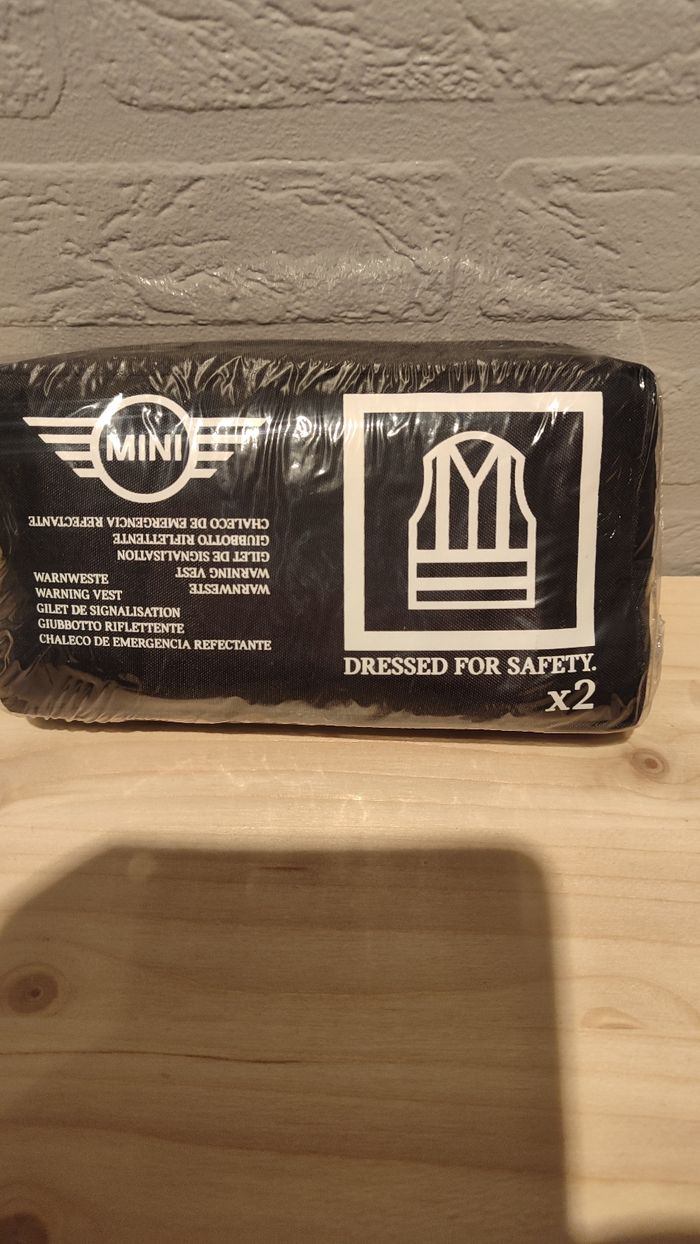 MINI
CHALECO DE EMERGENCIA REFECTANTE
GIUBBOTTO RIFLETTENTE
GILET DE SIGNALISATION
WARNING VEST
WARNWESTE
WARNWESTE
WARNING VEST
GILET DE SIGNALISATION
GIUBBOTTO RIFLETTENTE
CHALECO DE EMERGENCIA REFECTANTE
DRESSED FOR SAFETY.
x2